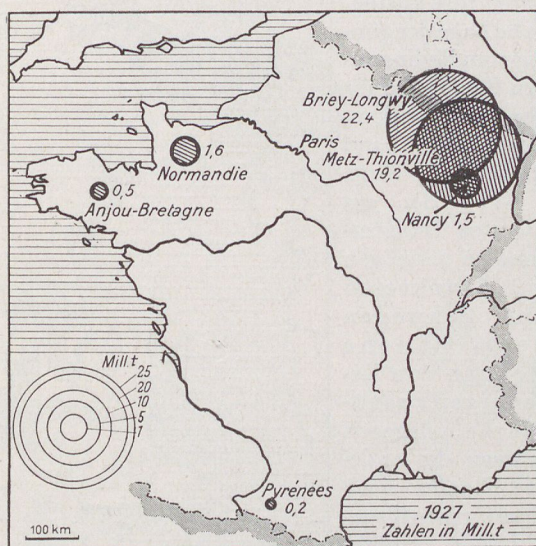 Briey-Longwy
22,4
Paris
Metz-Thionville
19,2
Nancy 1,5
1,6
Normandie
0,5
Anjou-Bretagne
Mill.t
25
20
10
5
1
Pyrénées
0,2
100 km
1927
Zahlen in Mill.t